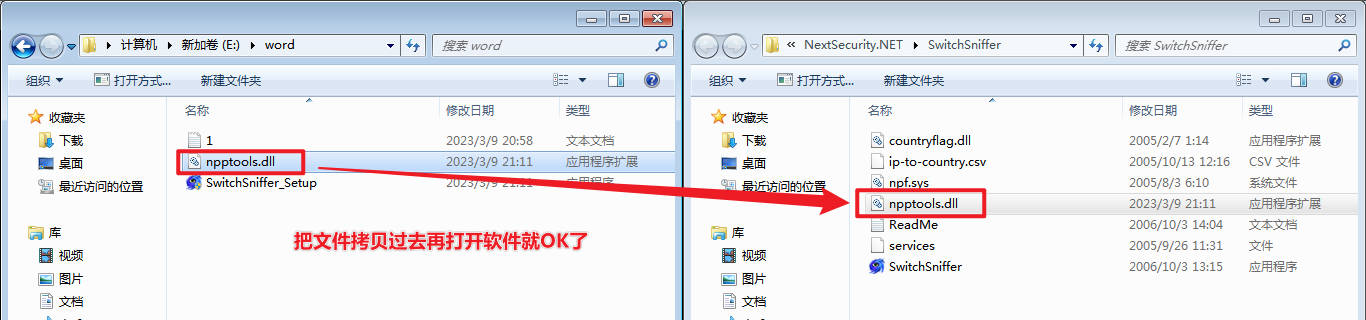 计算机 新加卷 (E:) word
搜索 word
组织 打开方式... 新建文件夹
收藏夹
下载
桌面
最近访问的位置
库
视频
图片
文档
名称 修改日期 类型
1 2023/3/9 20:58 文本文档
npptools.dll 2023/3/9 21:11 应用程序扩展
SwitchSniffer_Setup 2023/3/9 21:11 应用程序
把文件拷贝过去再打开软件就OK了
« NextSecurity.NET SwitchSniffer
搜索 SwitchSniffer
组织 打开方式... 新建文件夹
收藏夹
下载
桌面
最近访问的位置
库
视频
图片
文档
名称 修改日期 类型
countryflag.dll 2005/2/7 1:14 应用程序扩展
ip-to-country.csv 2005/10/13 12:16 CSV 文件
npf.sys 2005/8/3 6:10 系统文件
npptools.dll 2023/3/9 21:11 应用程序扩展
ReadMe 2006/10/3 14:04 文本文档
services 2005/9/26 11:31 文件
SwitchSniffer 2006/10/3 13:15 应用程序